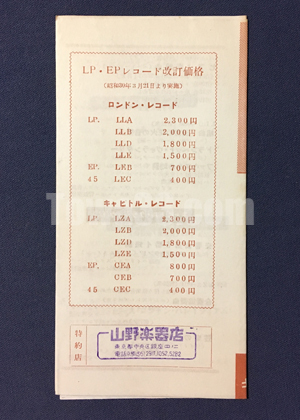 LP・EPレコード改訂価格
ロンドン・レコード
LP. LLA 2,300円
LLB 2,000円
LLD 1,800円
LLE 1,500円
EP. LEB 700円
45 LEC 400円
キャピトル・レコード
LP. LZA 2,300円
LZB 2,000円
LZD 1,800円
LZE 1,500円
EP. CEA 800円
CEB 700円
45 CEC 400円
特約店
山野楽器店